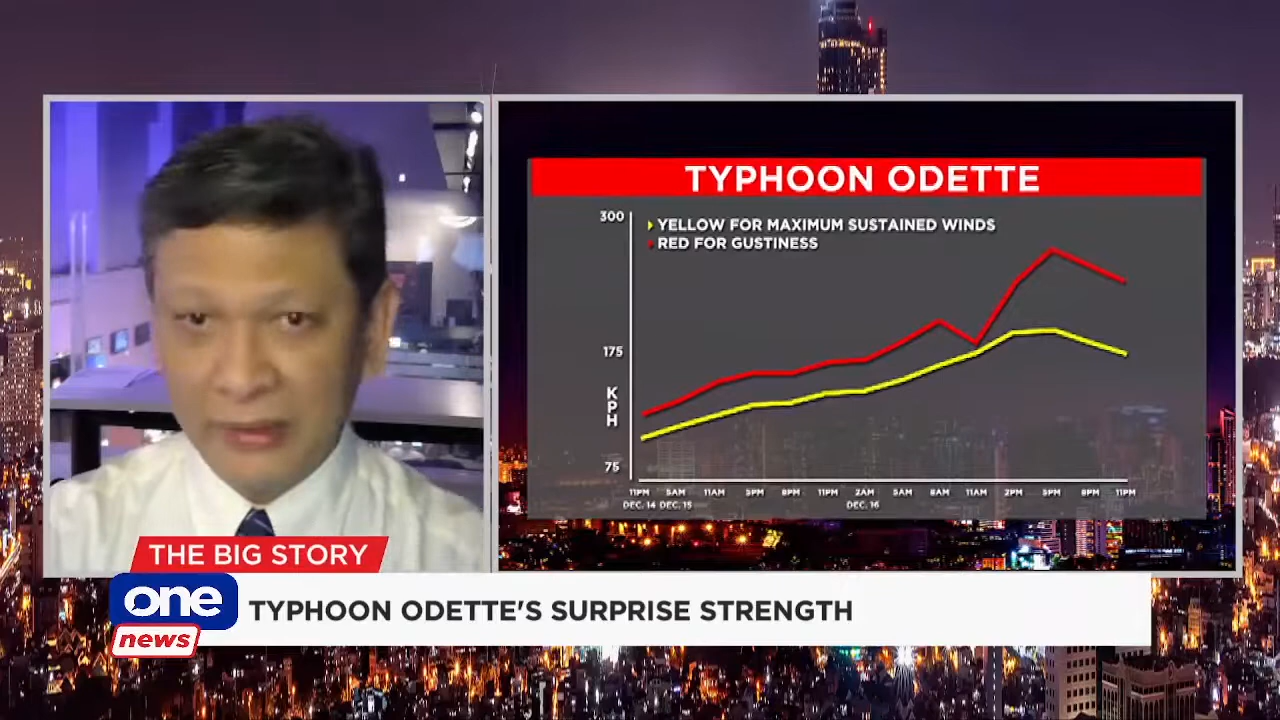 TYPHOON ODETTE
300
YELLOW FOR MAXIMUM SUSTAINED WINDS
RED FOR GUSTINESS
175
KPH
75
11PM 5AM 11AM 5PM 8PM 11PM 2AM 5AM 8AM 11AM 2PM 5PM 8PM 11PM
DEC. 14 DEC. 15 DEC. 16
THE BIG STORY
one
news
TYPHOON ODETTE'S SURPRISE STRENGTH